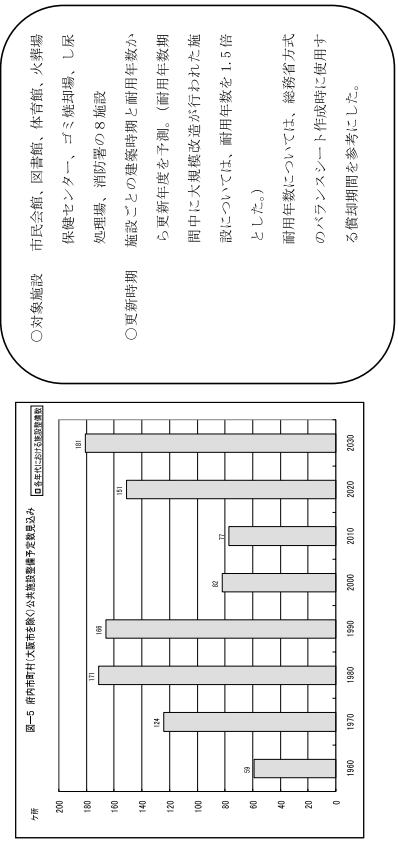 ○対象施設　市民会館、図書館、体育館、火葬場
保健センター、ゴミ焼却場、し尿
処理場、消防署の８施設
○更新時期　施設ごとの建築時期と耐用年数か
ら更新年度を予測。（耐用年数期
間中に大規模改造が行われた施
設については、耐用年数を 1.5 倍
とした。）
耐用年数については、総務省方式
のバランスシート作成時に使用す
る償却期間を参考にした。
図－5　府内市町村（大阪市を除く）公共施設整備予定数見込み
ケ所
各年代における施設整備数
200
180
160
140
120
100
80
60
40
20
0
59
124
171
166
82
77
151
181
1960
1970
1980
1990
2000
2010
2020
2030